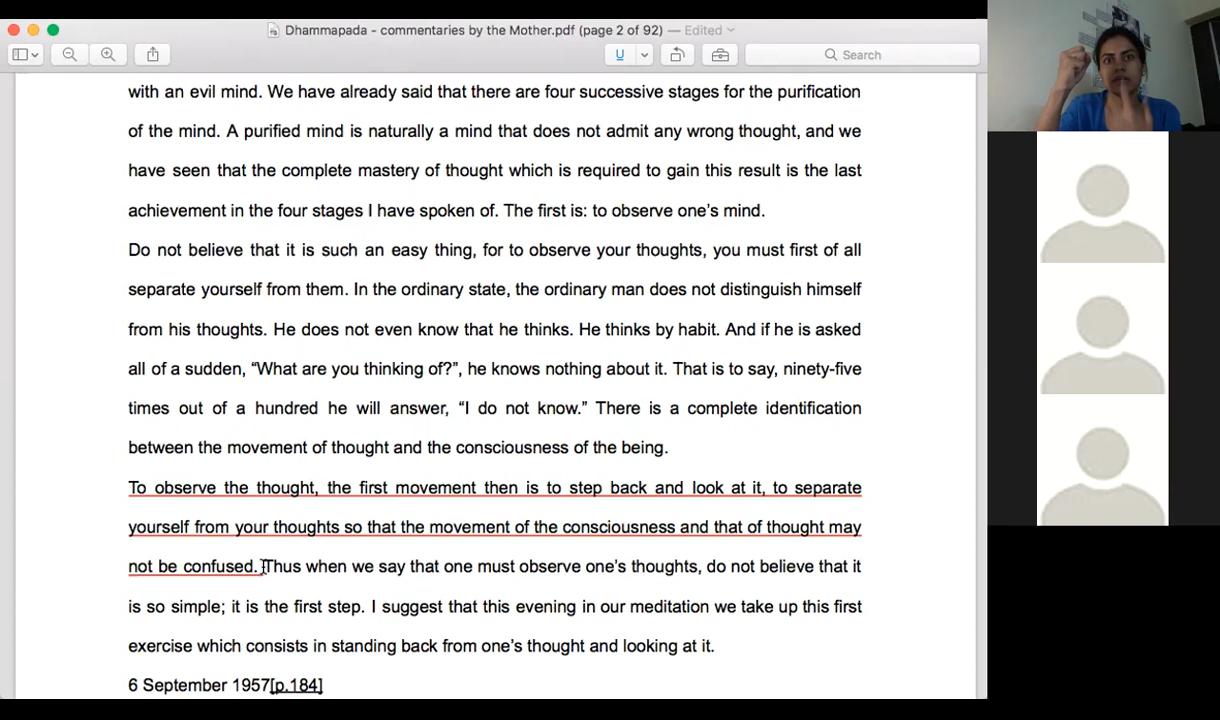 Dhammapada - commentaries by the Mother.pdf (page 2 of 92) — Edited
U
Search
with an evil mind. We have already said that there are four successive stages for the purification
of the mind. A purified mind is naturally a mind that does not admit any wrong thought, and we
have seen that the complete mastery of thought which is required to gain this result is the last
achievement in the four stages I have spoken of. The first is: to observe one’s mind.
Do not believe that it is such an easy thing, for to observe your thoughts, you must first of all
separate yourself from them. In the ordinary state, the ordinary man does not distinguish himself
from his thoughts. He does not even know that he thinks. He thinks by habit. And if he is asked
all of a sudden, “What are you thinking of?”, he knows nothing about it. That is to say, ninety-five
times out of a hundred he will answer, “I do not know.” There is a complete identification
between the movement of thought and the consciousness of the being.
To observe the thought, the first movement then is to step back and look at it, to separate
yourself from your thoughts so that the movement of the consciousness and that of thought may
not be confused. Thus when we say that one must observe one’s thoughts, do not believe that it
is so simple; it is the first step. I suggest that this evening in our meditation we take up this first
exercise which consists in standing back from one’s thought and looking at it.
6 September 1957[p.184]